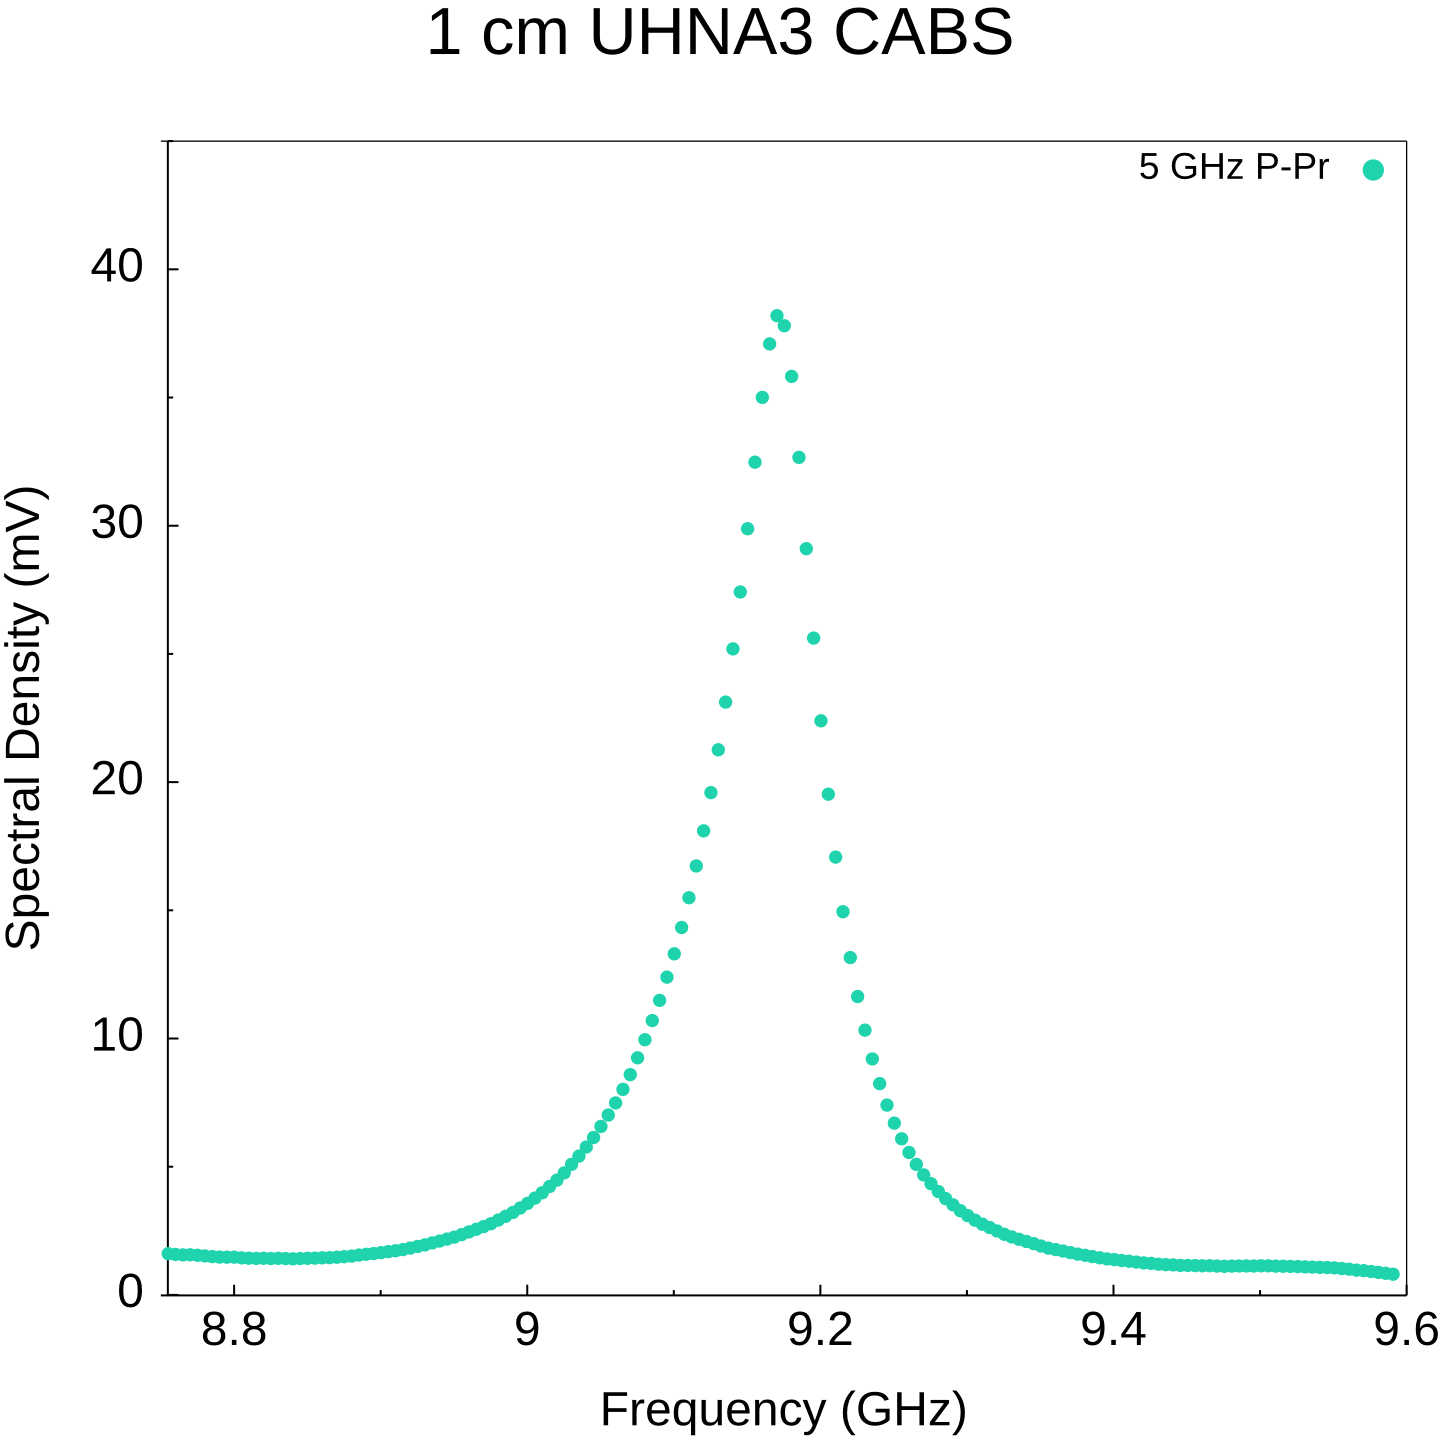 1 cm UHNA3 CABS
5 GHz P-Pr
40
30
20
10
0
Spectral Density (mV)
8.8 9 9.2 9.4 9.6
Frequency (GHz)